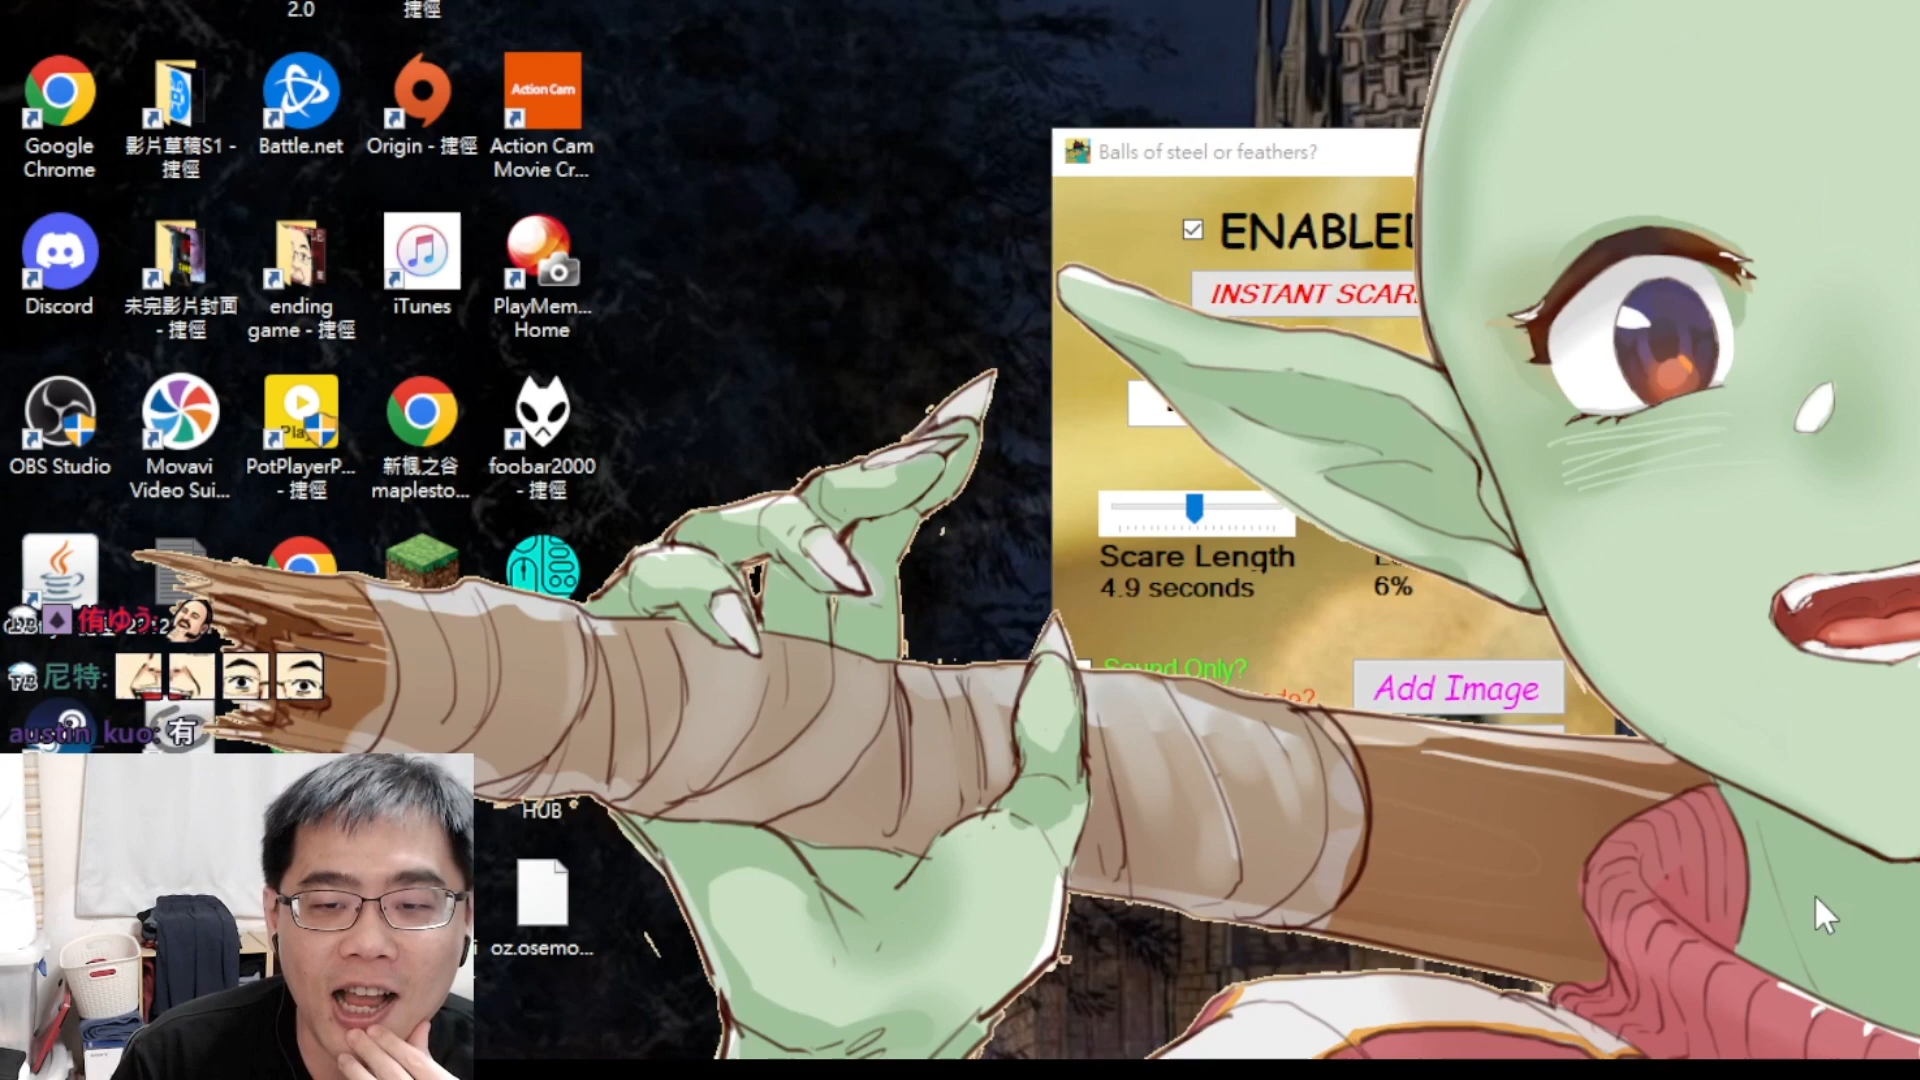 2.0
捷徑
Google
Chrome
影片草稿S1 -
捷徑
Battle.net
Origin - 捷徑
Action Cam
Action Cam
Movie Cr...
Discord
未完影片封面
- 捷徑
ending
game - 捷徑
iTunes
PlayMem...
Home
OBS Studio
Movavi
Video Sui...
PotPlayerP...
- 捷徑
新楓之谷
maplesto...
foobar2000
- 捷徑
侑ゆう:
尼特:
austin_kuo: 有
HUB
oz.osemo...
Balls of steel or feathers?
ENABLED
INSTANT SCAR
Scare Length
4.9 seconds
6%
Sound Only?
Add Image